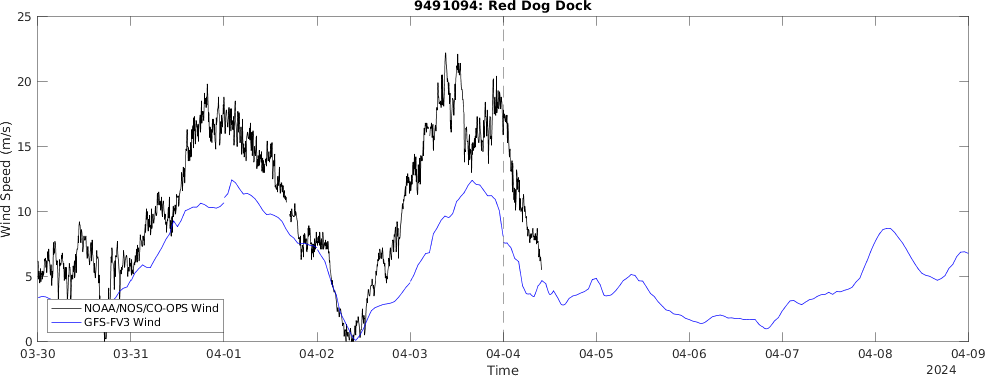 9491094: Red Dog Dock
25
20
15
10
5
0
Wind Speed (m/s)
NOAA/NOS/CO-OPS Wind
GFS-FV3 Wind
03-30 03-31 04-01 04-02 04-03 04-04 04-05 04-06 04-07 04-08 04-09
Time
2024